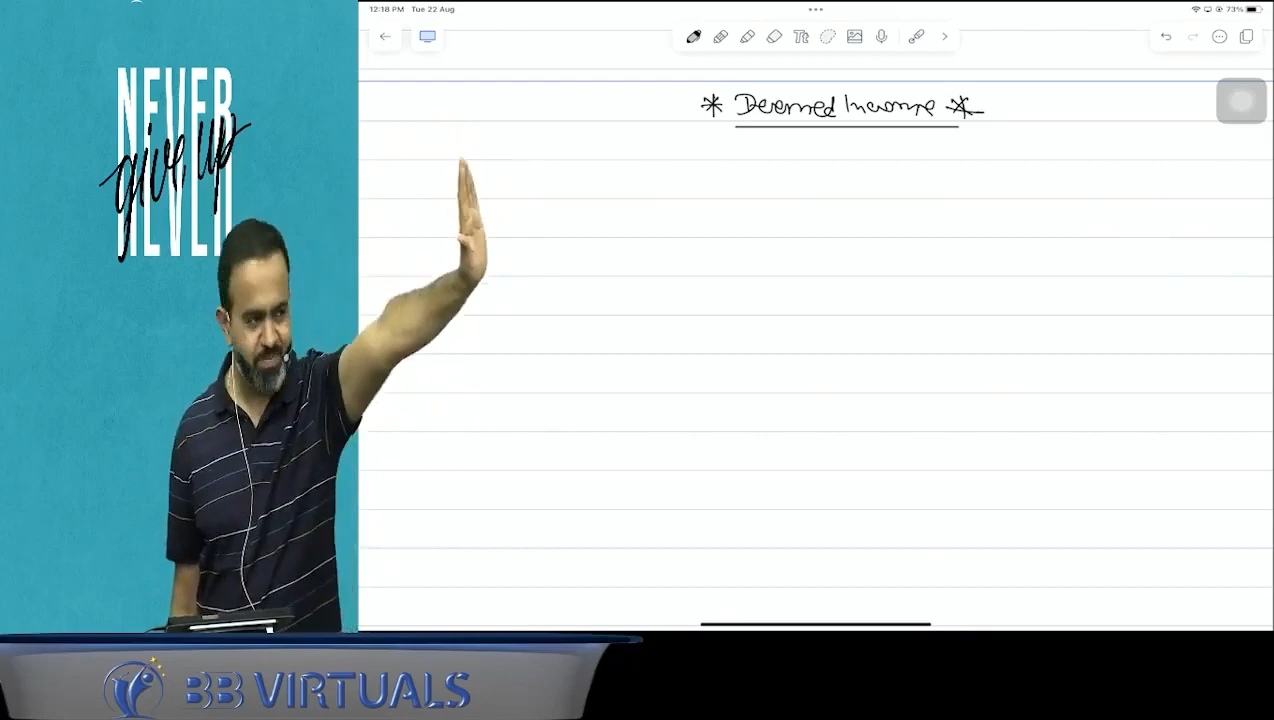 12:18 PM Tue 22 Aug
73%
* Deemed Income *
NEVER
give up
NEVER
BB VIRTUALS